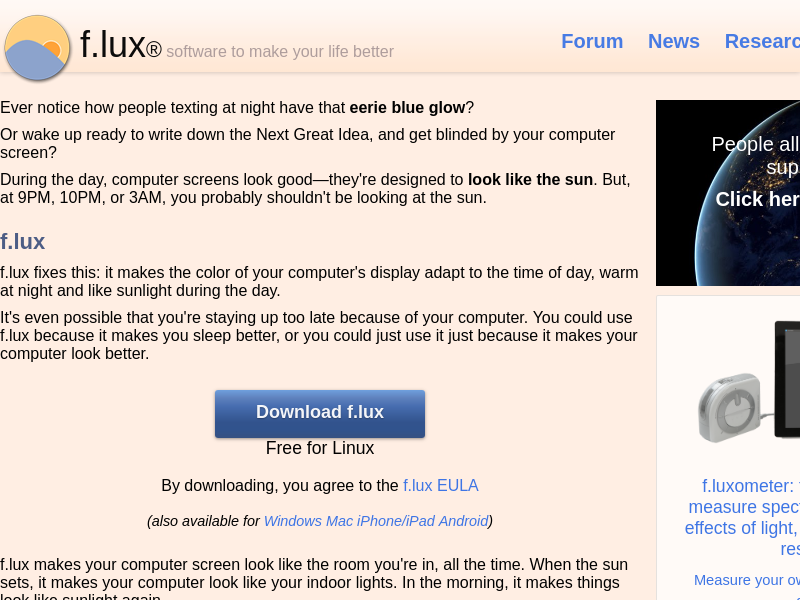 f.lux® software to make your life better
Forum News Researc
Ever notice how people texting at night have that eerie blue glow?
Or wake up ready to write down the Next Great Idea, and get blinded by your computer
screen?
During the day, computer screens look good—they're designed to look like the sun. But,
at 9PM, 10PM, or 3AM, you probably shouldn't be looking at the sun.
f.lux
f.lux fixes this: it makes the color of your computer's display adapt to the time of day, warm
at night and like sunlight during the day.
It's even possible that you're staying up too late because of your computer. You could use
f.lux because it makes you sleep better, or you could just use it just because it makes your
computer look better.
Download f.lux
Free for Linux
By downloading, you agree to the f.lux EULA
(also available for Windows Mac iPhone/iPad Android)
f.lux makes your computer screen look like the room you're in, all the time. When the sun
sets, it makes your computer look like your indoor lights. In the morning, it makes things
look like sunlight again.
People all
sup
Click her
f.luxometer:
measure spec
effects of light,
res
Measure your ow